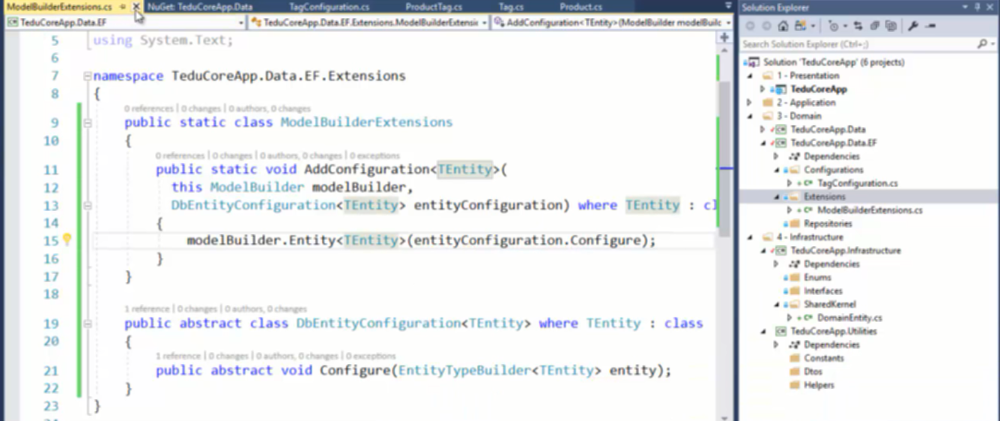 ModelBuilderExtensions.cs NuGet: TeduCoreApp.Data TagConfiguration.cs ProductTag.cs Tag.cs Product.cs
TeduCoreApp.Data.EF TeduCoreApp.Data.EF.Extensions.ModelBuilderExtensi AddConfiguration<TEntity>(ModelBuilder modelBuilc
5 using System.Text;
6
7 namespace TeduCoreApp.Data.EF.Extensions
8 {
0 references | 0 changes | 0 authors, 0 changes
9 public static class ModelBuilderExtensions
10 {
0 references | 0 changes | 0 authors, 0 changes | 0 exceptions
11 public static void AddConfiguration<TEntity>(
12 this ModelBuilder modelBuilder,
13 DbEntityConfiguration<TEntity> entityConfiguration) where TEntity : cl
14 {
15 modelBuilder.Entity<TEntity>(entityConfiguration.Configure);
16 }
17 }
18
1 reference | 0 changes | 0 authors, 0 changes
19 public abstract class DbEntityConfiguration<TEntity> where TEntity : class
20 {
1 reference | 0 changes | 0 authors, 0 changes | 0 exceptions
21 public abstract void Configure(EntityTypeBuilder<TEntity> entity);
22 }
23 }
Solution Explorer
Search Solution Explorer (Ctrl+;)
Solution 'TeduCoreApp' (6 projects)
1 - Presentation
TeduCoreApp
2 - Application
3 - Domain
TeduCoreApp.Data
TeduCoreApp.Data.EF
Dependencies
Configurations
TagConfiguration.cs
Extensions
ModelBuilderExtensions.cs
Repositories
4 - Infrastructure
TeduCoreApp.Infrastructure
Dependencies
Enums
Interfaces
SharedKernel
DomainEntity.cs
TeduCoreApp.Utilities
Dependencies
Constants
Dtos
Helpers